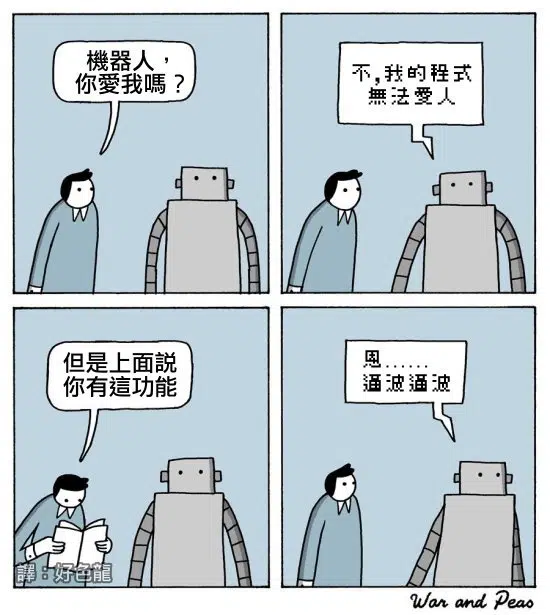 機器人，
你愛我嗎？
不,我的程式
無法愛人
但是上面説
你有這功能
恩……
逼波逼波
譯：好色龍
War and Peas